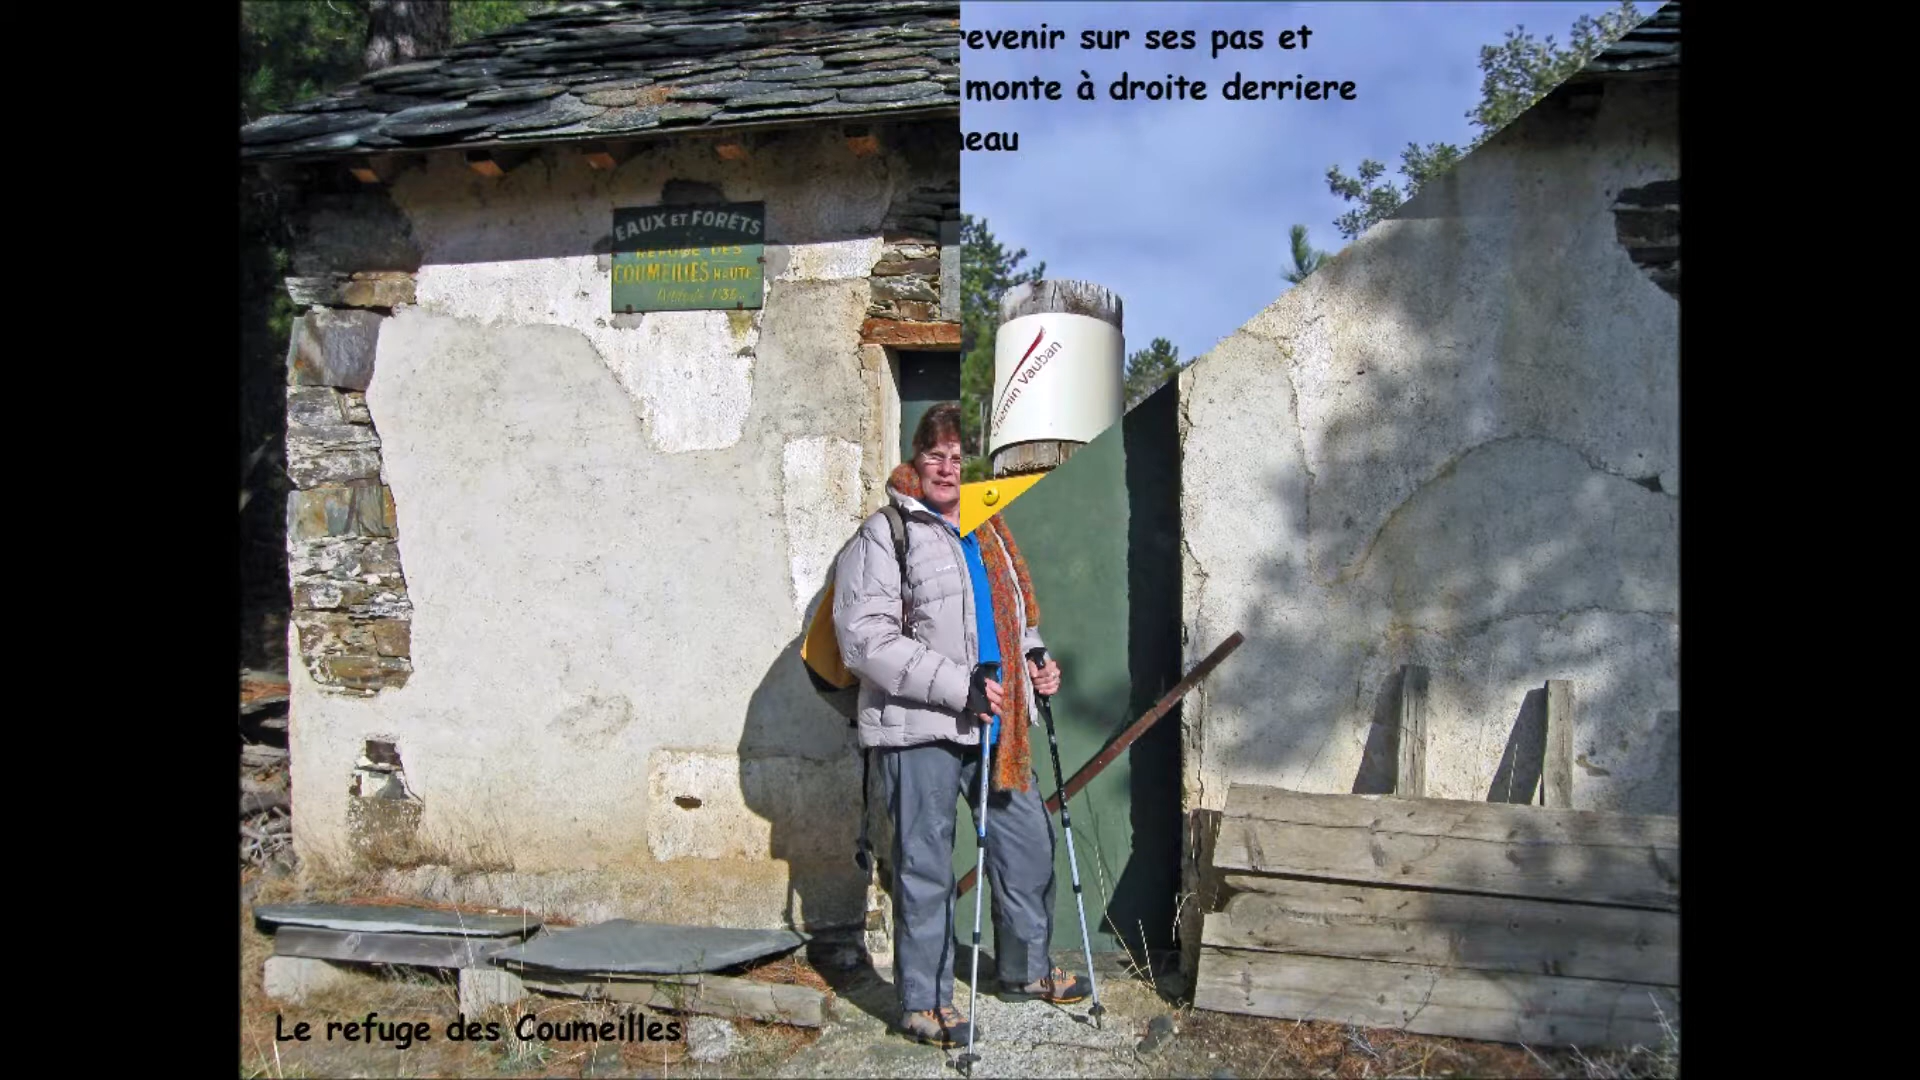 revenir sur ses pas et
monte à droite derriere
neau
EAUX ET FORETS
REFUGE DES
COUMEILLES HAUTES
Chemin Vauban
Le refuge des Coumeilles